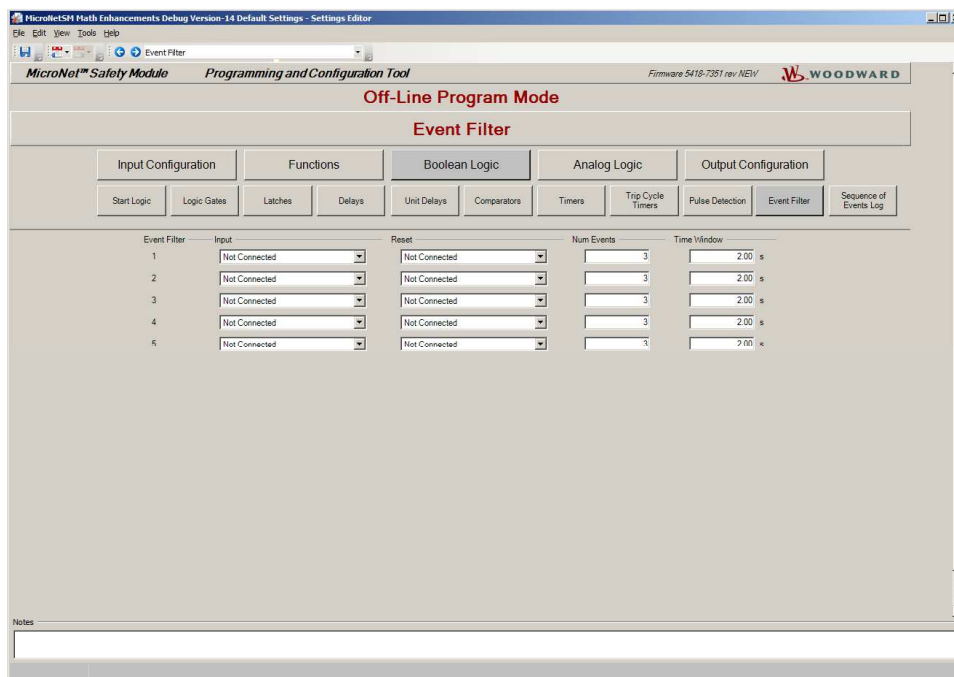 MicroNetSM Math Enhancements Debug Version-14 Default Settings - Settings Editor
File Edit View Tools Help
Event Filter
MicroNet™ Safety Module Programming and Configuration Tool Firmware 5418-7351 rev NEW WOODWARD
Off-Line Program Mode
Event Filter
Input Configuration Functions Boolean Logic Analog Logic Output Configuration
Start Logic Logic Gates Latches Delays Unit Delays Comparators Timers Trip Cycle Timers Pulse Detection Event Filter Sequence of Events Log
Event Filter Input Reset Num Events Time Window
1 Not Connected Not Connected 3 2.00 s
2 Not Connected Not Connected 3 2.00 s
3 Not Connected Not Connected 3 2.00 s
4 Not Connected Not Connected 3 2.00 s
5 Not Connected Not Connected 3 2.00 s
Notes